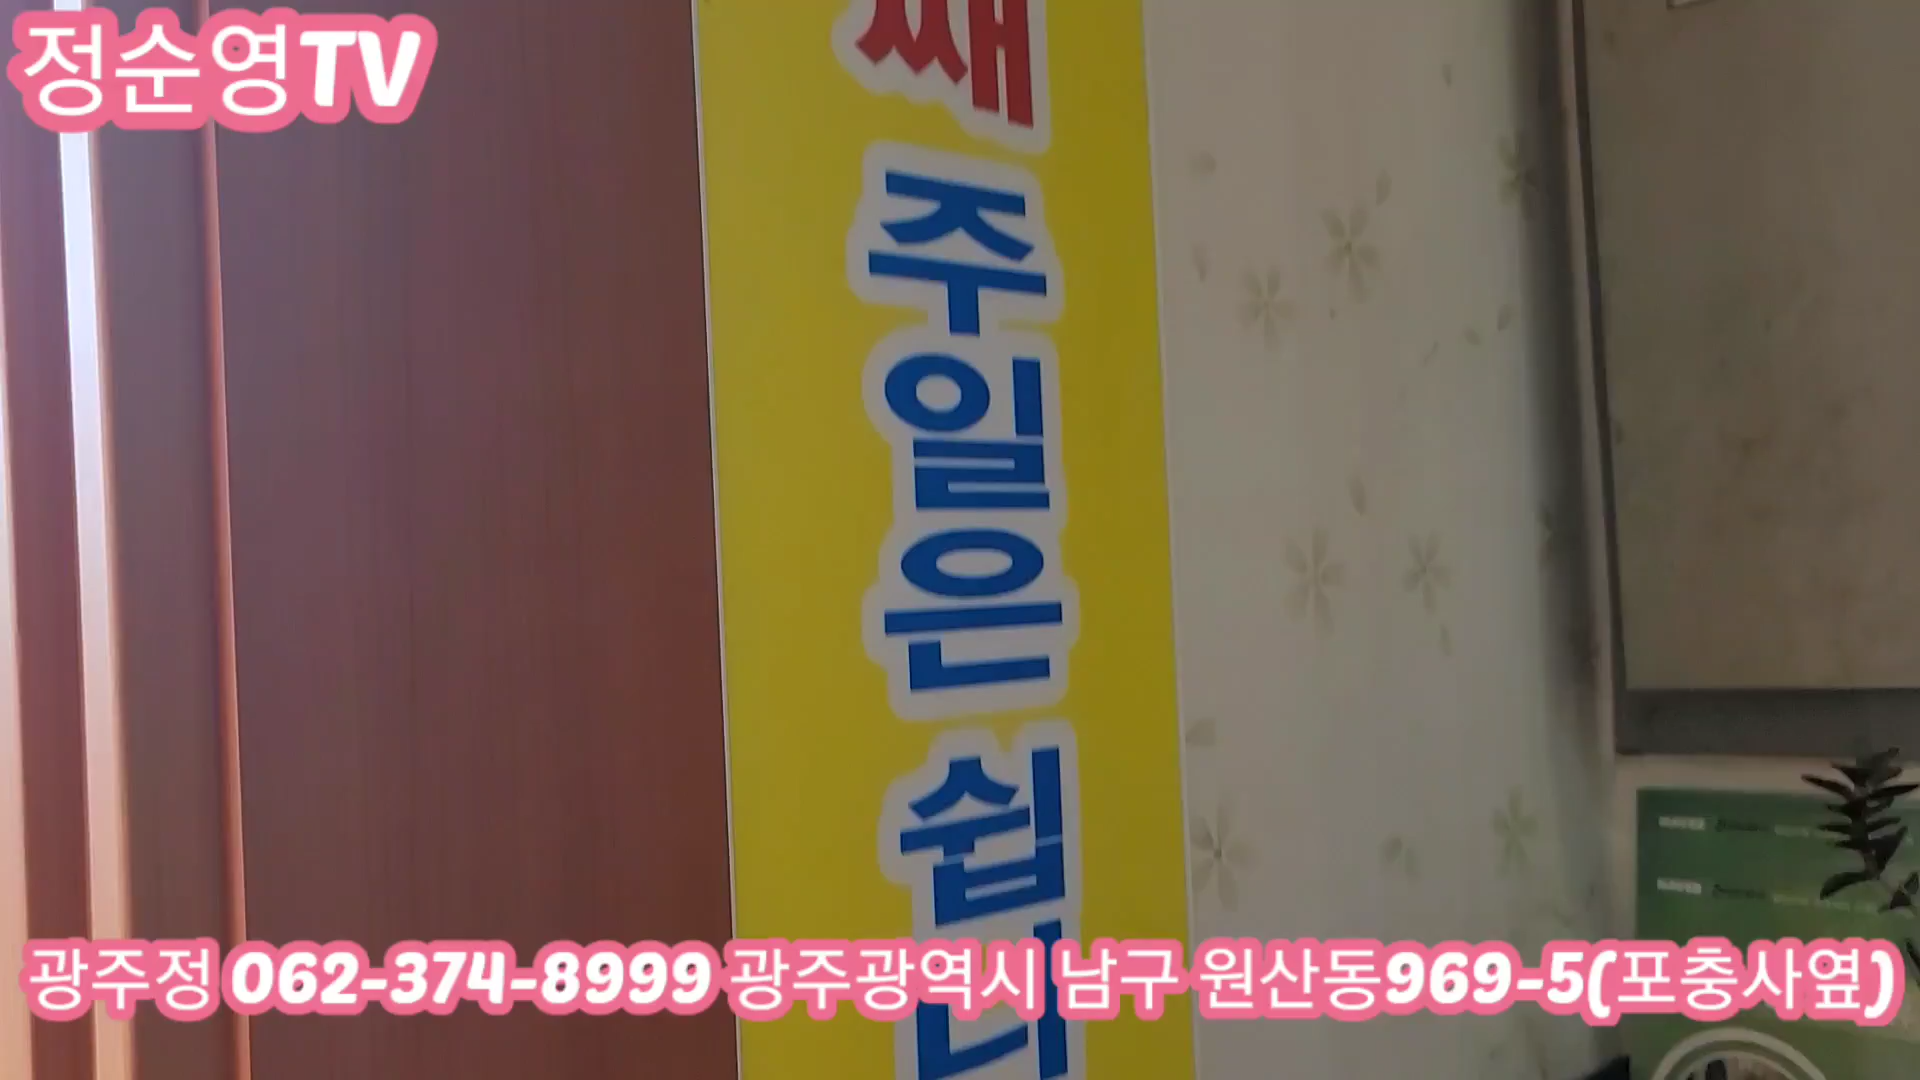 정순영TV
째
주
일
은
쉽
니
광주정 062-374-8999 광주광역시 남구 원산동969-5(포충사옆)